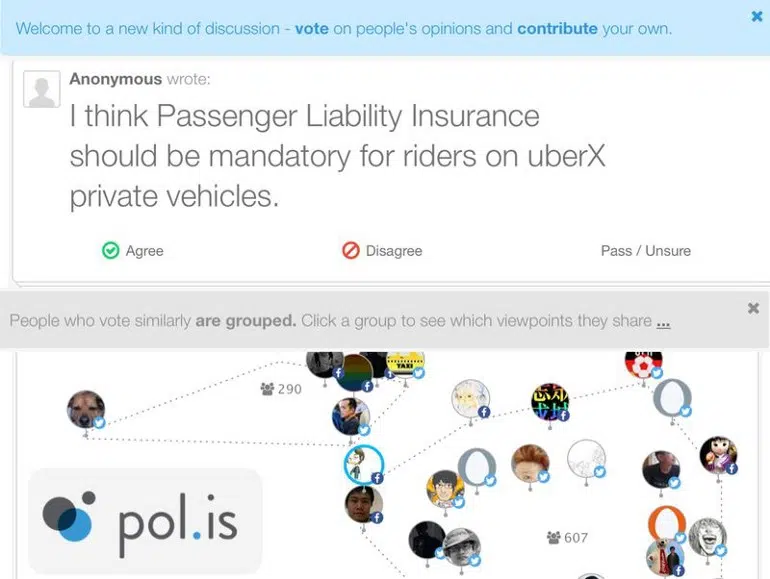 Welcome to a new kind of discussion - vote on people's opinions and contribute your own.
Anonymous wrote:
I think Passenger Liability Insurance
should be mandatory for riders on uberX
private vehicles.
Agree
Disagree
Pass / Unsure
People who vote similarly are grouped. Click a group to see which viewpoints they share ...
TAXI
290
607
pol.is